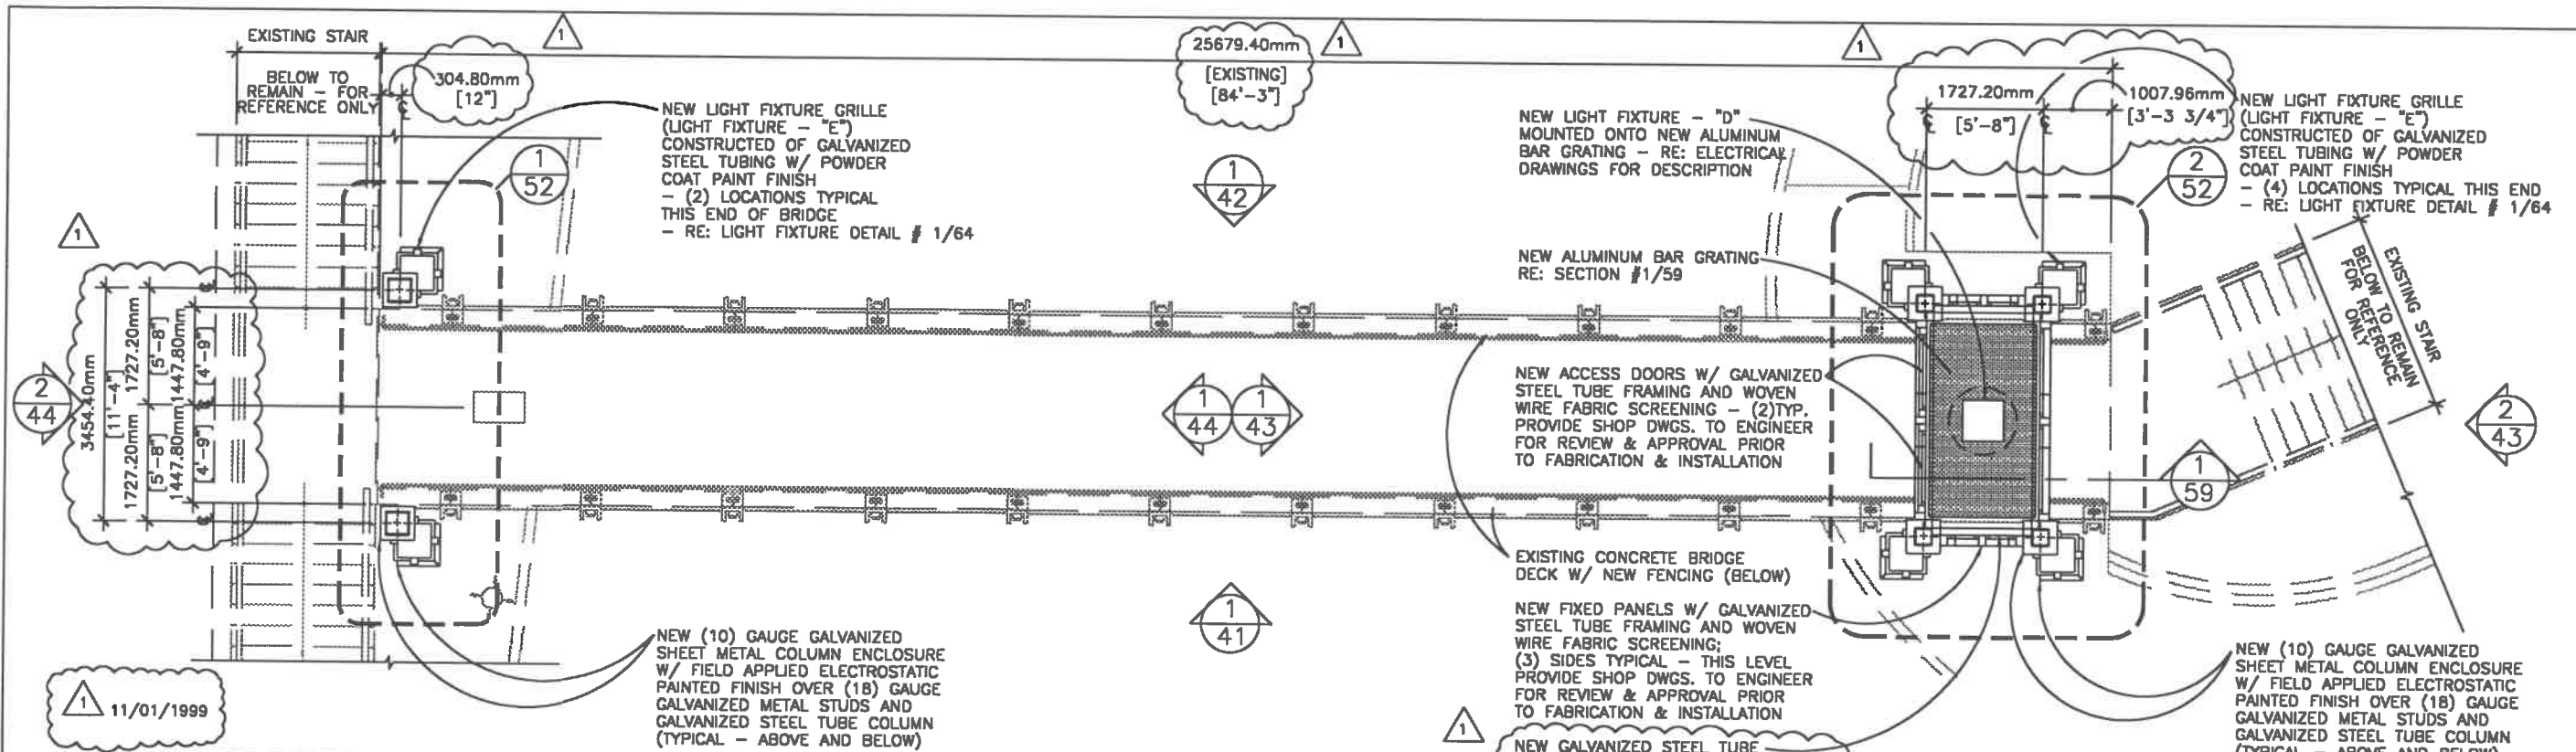 EXISTING STAIR
BELOW TO
REMAIN - FOR
REFERENCE ONLY
1
304.80mm
[12"]
25679.40mm
[EXISTING]
[84'-3"]
1
1
1727.20mm
[5'-8"]
1007.96mm
[3'-3 3/4"]
NEW LIGHT FIXTURE GRILLE
(LIGHT FIXTURE - "E")
CONSTRUCTED OF GALVANIZED
STEEL TUBING W/ POWDER
COAT PAINT FINISH
- (2) LOCATIONS TYPICAL
THIS END OF BRIDGE
- RE: LIGHT FIXTURE DETAIL # 1/64
1
52
1
42
NEW LIGHT FIXTURE - "D"
MOUNTED ONTO NEW ALUMINUM
BAR GRATING - RE: ELECTRICAL
DRAWINGS FOR DESCRIPTION
NEW LIGHT FIXTURE GRILLE
(LIGHT FIXTURE - "E")
CONSTRUCTED OF GALVANIZED
STEEL TUBING W/ POWDER
COAT PAINT FINISH
- (4) LOCATIONS TYPICAL THIS END
- RE: LIGHT FIXTURE DETAIL # 1/64
2
52
NEW ALUMINUM BAR GRATING
RE: SECTION #1/59
EXISTING STAIR
BELOW TO REMAIN
FOR REFERENCE
ONLY
1
3454.40mm
[11'-4"]
1727.20mm
[5'-8"]
1727.20mm
[5'-8"]
1447.80mm
[4'-9"]
1447.80mm
[4'-9"]
2
44
1
44
1
43
NEW ACCESS DOORS W/ GALVANIZED
STEEL TUBE FRAMING AND WOVEN
WIRE FABRIC SCREENING - (2)TYP.
PROVIDE SHOP DWGS. TO ENGINEER
FOR REVIEW & APPROVAL PRIOR
TO FABRICATION & INSTALLATION
2
43
1
59
EXISTING CONCRETE BRIDGE
DECK W/ NEW FENCING (BELOW)
1
41
NEW FIXED PANELS W/ GALVANIZED
STEEL TUBE FRAMING AND WOVEN
WIRE FABRIC SCREENING;
(3) SIDES TYPICAL - THIS LEVEL
PROVIDE SHOP DWGS. TO ENGINEER
FOR REVIEW & APPROVAL PRIOR
TO FABRICATION & INSTALLATION
NEW (10) GAUGE GALVANIZED
SHEET METAL COLUMN ENCLOSURE
W/ FIELD APPLIED ELECTROSTATIC
PAINTED FINISH OVER (18) GAUGE
GALVANIZED METAL STUDS AND
GALVANIZED STEEL TUBE COLUMN
(TYPICAL - ABOVE AND BELOW)
1 11/01/1999
1
NEW GALVANIZED STEEL TUBE
NEW (10) GAUGE GALVANIZED
SHEET METAL COLUMN ENCLOSURE
W/ FIELD APPLIED ELECTROSTATIC
PAINTED FINISH OVER (18) GAUGE
GALVANIZED METAL STUDS AND
GALVANIZED STEEL TUBE COLUMN
(TYPICAL - ABOVE AND BELOW)